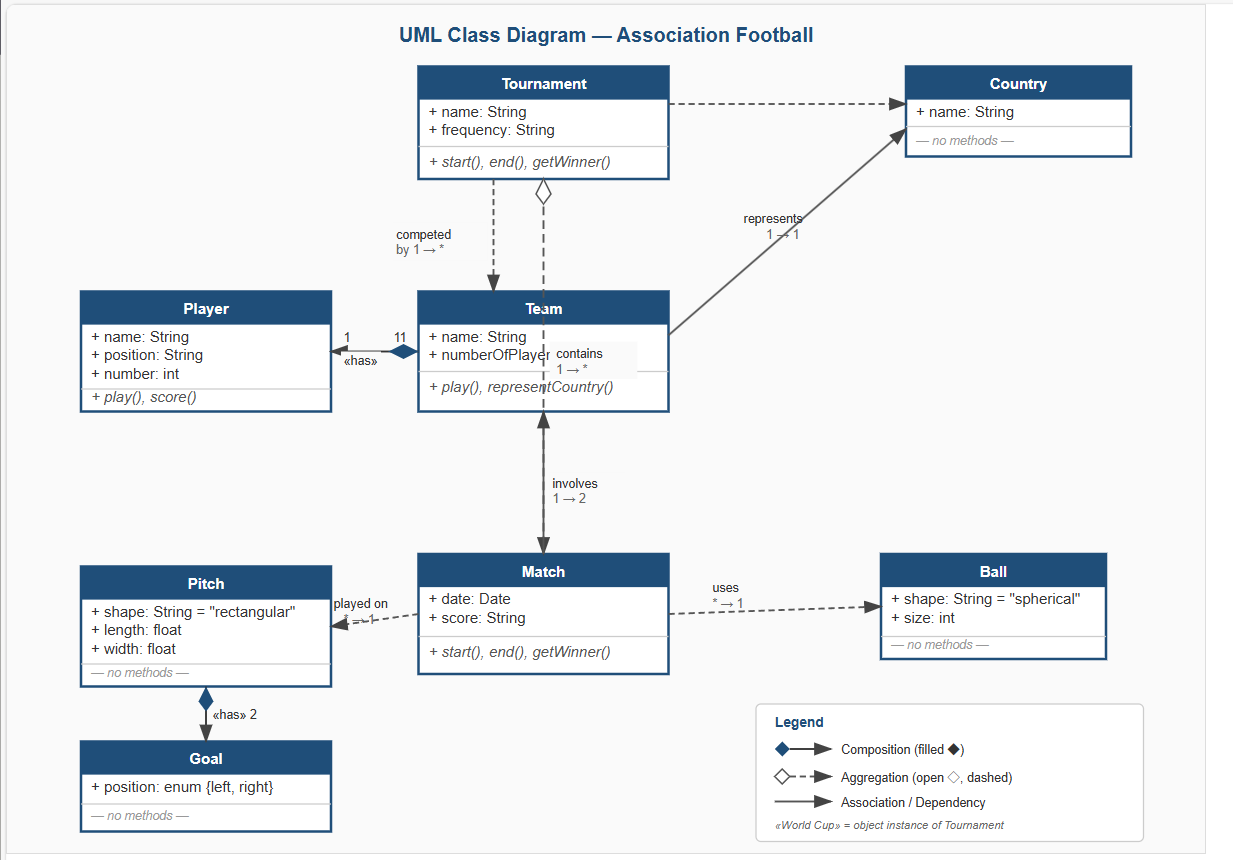 UML Class Diagram — Association Football
Tournament
+ name: String
+ frequency: String
+ start(), end(), getWinner()
Country
+ name: String
— no methods —
represents
1 → 1
competed
by 1 → *
Player
+ name: String
+ position: String
+ number: int
+ play(), score()
1
11
«has»
Team
+ name: String
+ numberOfPlayer
contains
1 → *
+ play(), representCountry()
involves
1 → 2
Pitch
+ shape: String = "rectangular"
+ length: float
+ width: float
— no methods —
played on
* → 1
Match
+ date: Date
+ score: String
+ start(), end(), getWinner()
uses
* → 1
Ball
+ shape: String = "spherical"
+ size: int
— no methods —
«has» 2
Goal
+ position: enum {left, right}
— no methods —
Legend
Composition (filled ◆)
Aggregation (open ◇, dashed)
Association / Dependency
«World Cup» = object instance of Tournament